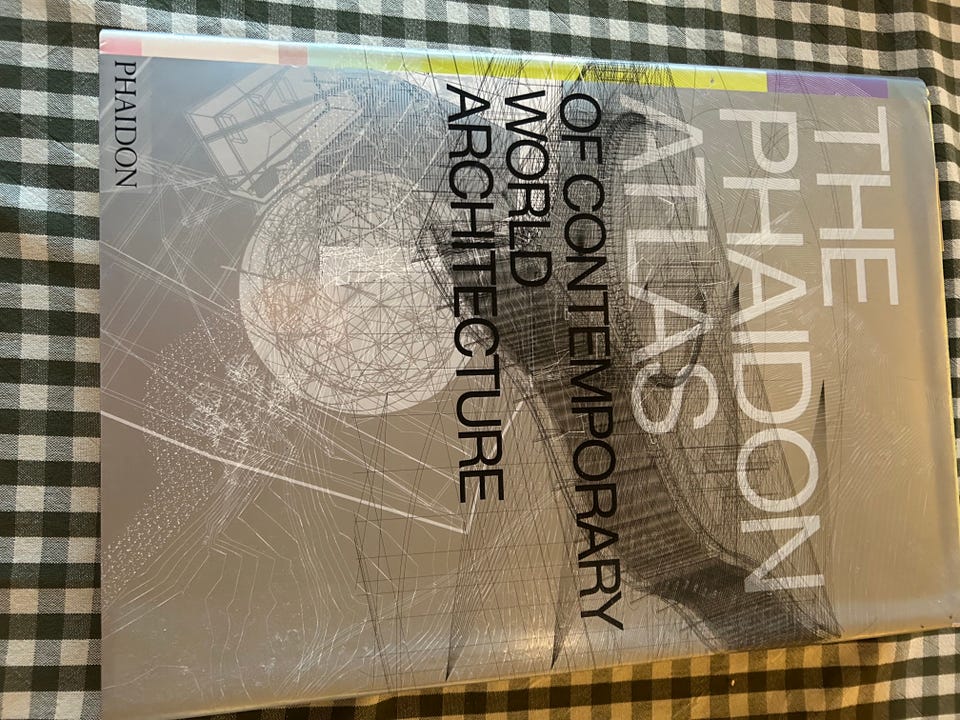 THE
PHAIDON
ATLAS
OF CONTEMPORARY
WORLD
ARCHITECTURE
PHAIDON